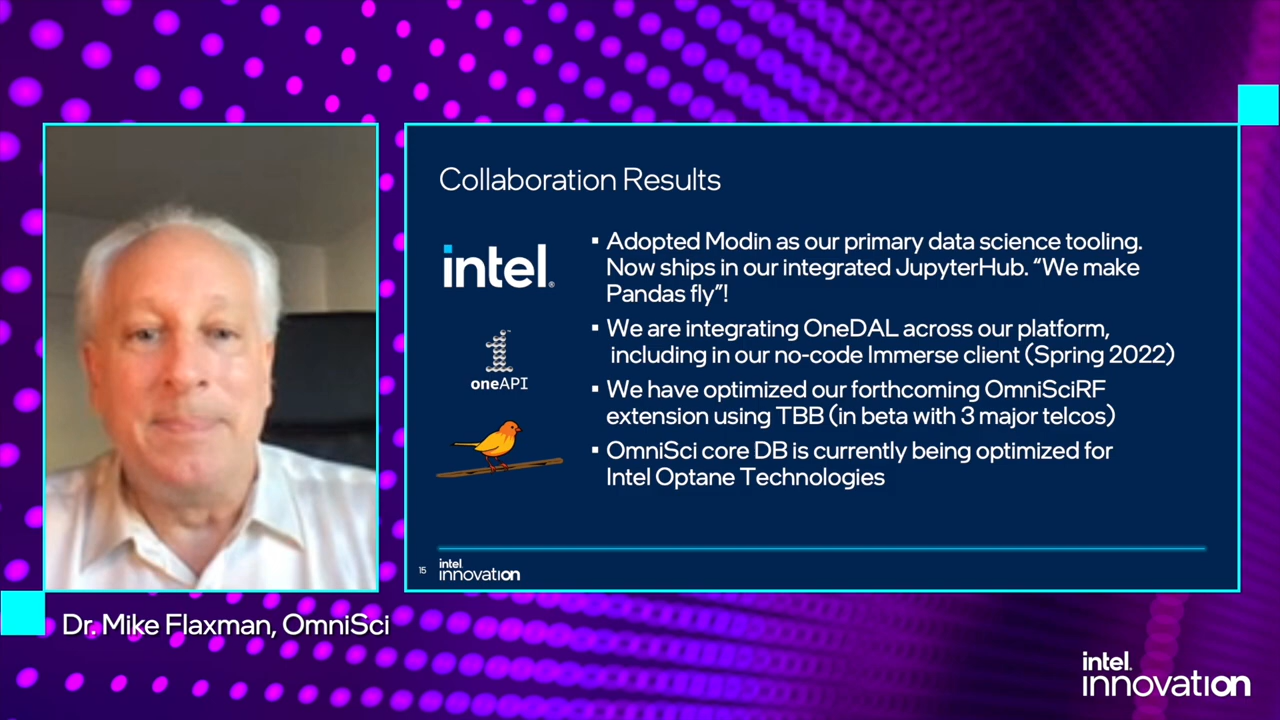 Collaboration Results
intel.
oneAPI
▪ Adopted Modin as our primary data science tooling.
Now ships in our integrated JupyterHub. “We make
Pandas fly”!
▪ We are integrating OneDAL across our platform,
including in our no-code Immerse client (Spring 2022)
▪ We have optimized our forthcoming OmniSciRF
extension using TBB (in beta with 3 major telcos)
▪ OmniSci core DB is currently being optimized for
Intel Optane Technologies
15
intel.
innovation
Dr. Mike Flaxman, OmniSci
intel.
innovation